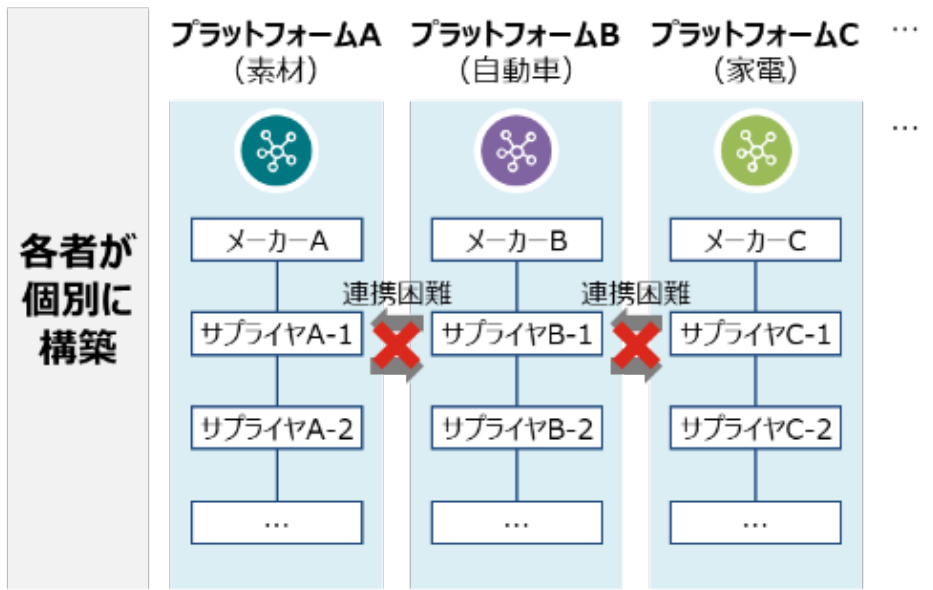 各者が
個別に
構築
プラットフォームA
(素材)
プラットフォームB
(自動車)
プラットフォームC
(家電)
…
…
メーカーA
メーカーB
メーカーC
連携困難
連携困難
サプライヤA-1
サプライヤB-1
サプライヤC-1
サプライヤA-2
サプライヤB-2
サプライヤC-2
…
…
…